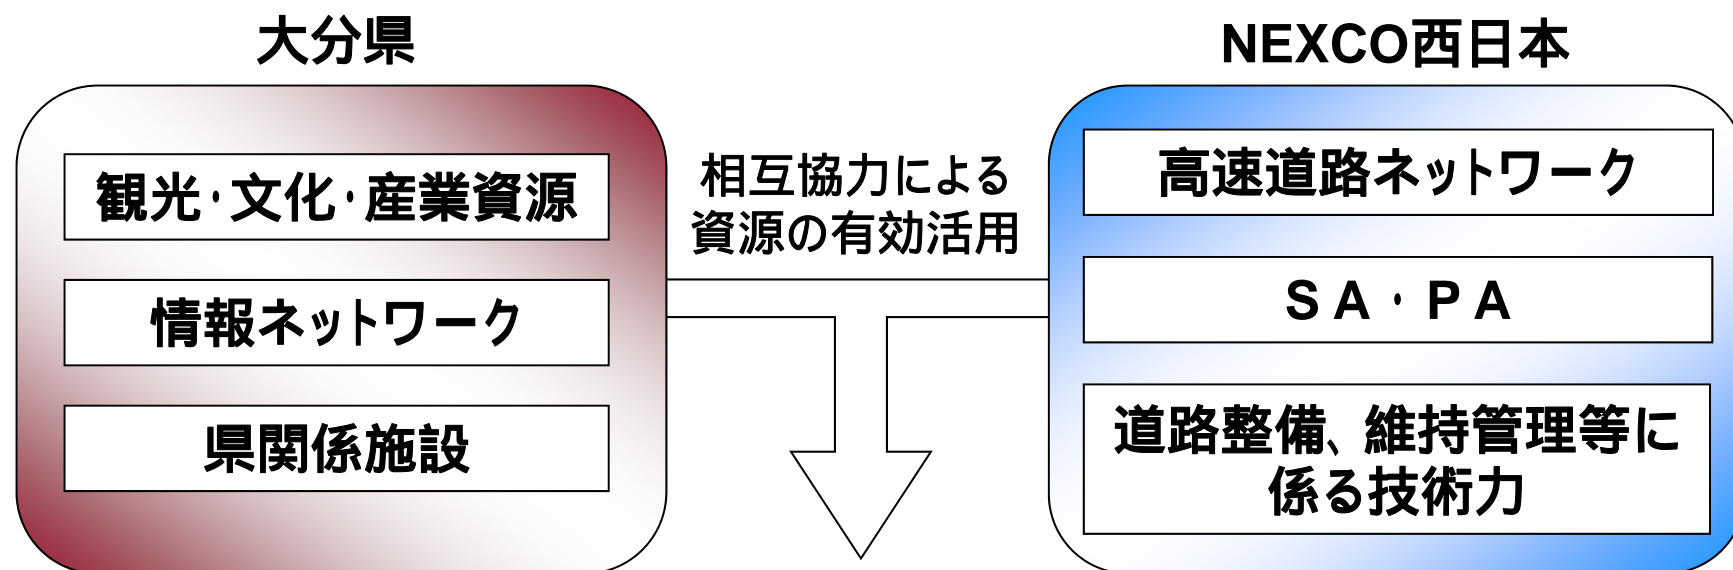 大分県
観光・文化・産業資源
情報ネットワーク
県関係施設
相互協力による
資源の有効活用
NEXCO西日本
高速道路ネットワーク
ＳＡ・ＰＡ
道路整備、維持管理等に
係る技術力